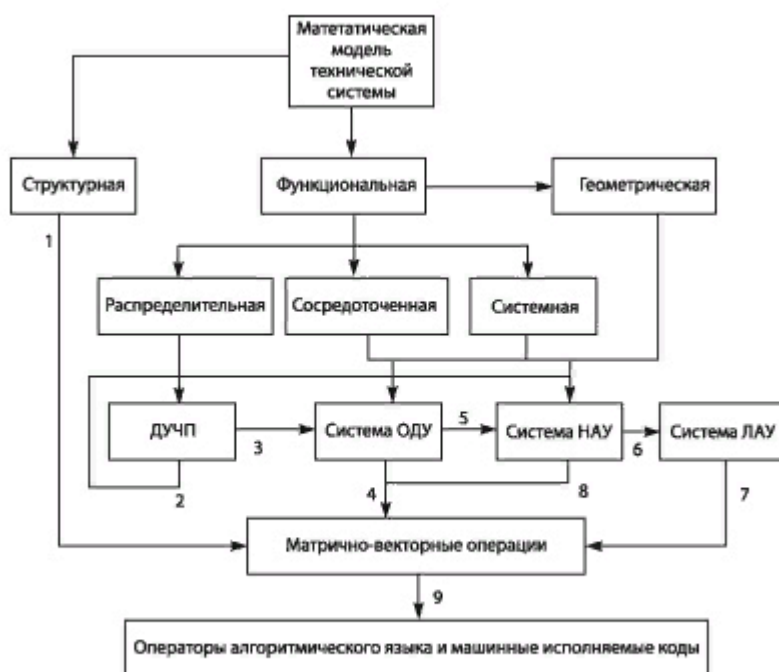 Матетатическая
модель
технической
системы
Структурная
Функциональная
Геометрическая
1
Распределительная
Сосредоточенная
Системная
ДУЧП
3
Система ОДУ
5
Система НАУ
6
Система ЛАУ
2
4
8
7
Матрично-векторные операции
9
Операторы алгоритмического языка и машинные исполняемые коды